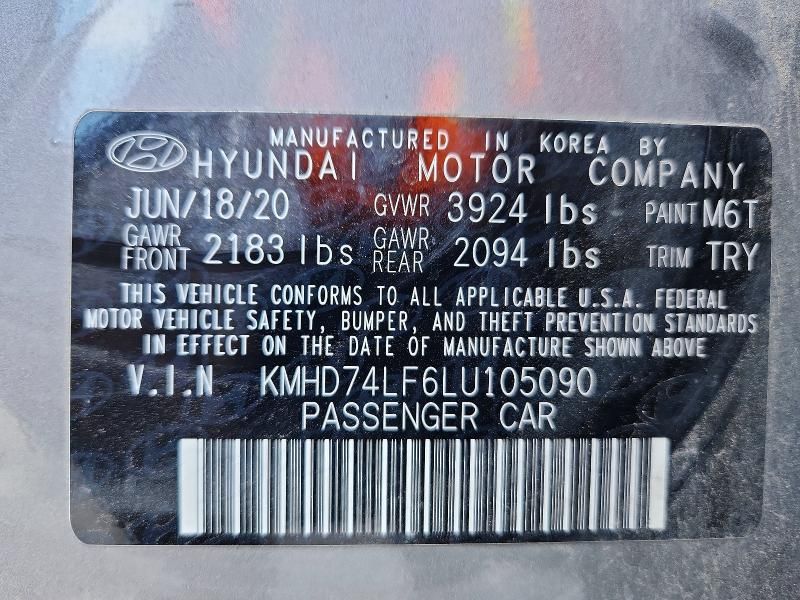 MANUFACTURED IN KOREA BY
HYUNDAI MOTOR COMPANY
JUN/18/20 GVWR 3924 lbs PAINT M6T
GAWR FRONT 2183 lbs GAWR REAR 2094 lbs TRIM TRY
THIS VEHICLE CONFORMS TO ALL APPLICABLE U.S.A. FEDERAL
MOTOR VEHICLE SAFETY, BUMPER, AND THEFT PREVENTION STANDARDS
IN EFFECT ON THE DATE OF MANUFACTURE SHOWN ABOVE
V.I.N KMHD74LF6LU105090
PASSENGER CAR